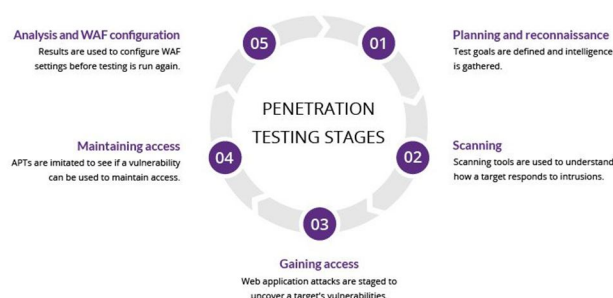 PENETRATION
TESTING STAGES
01
Planning and reconnaissance
Test goals are defined and intelligence
is gathered.
02
Scanning
Scanning tools are used to understand
how a target responds to intrusions.
03
Gaining access
Web application attacks are staged to
uncover a target's vulnerabilities.
04
Maintaining access
APTs are imitated to see if a vulnerability
can be used to maintain access.
05
Analysis and WAF configuration
Results are used to configure WAF
settings before testing is run again.